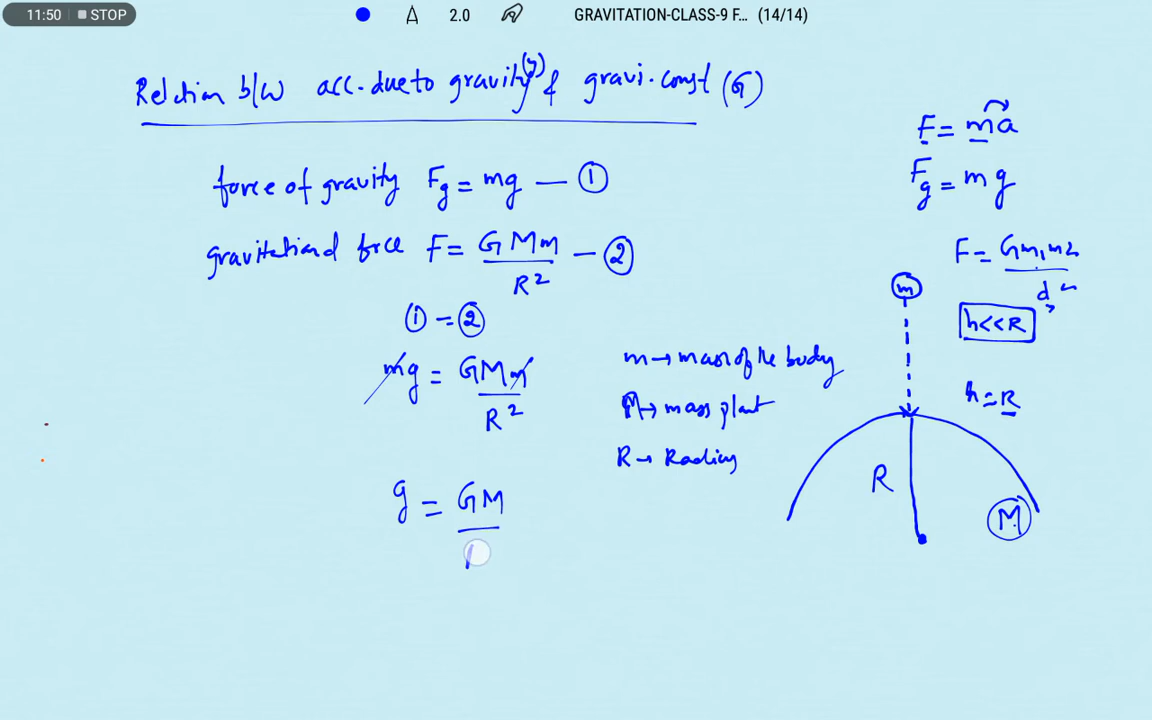 11:50 STOP
2.0
GRAVITATION-CLASS-9 F... (14/14)
Relation b/w acc. due to gravity (g) & gravi. const (G)
force of gravity Fg = mg — ①
gravitational force F = GMm/R² — ②
① = ②
mg = GMm/R²
g = GM/
m → mass of the body
M → mass plant
R → Radius
F = ma
Fg = mg
F = Gm₁m₂/d²
m
h<<R
h = R
R
M